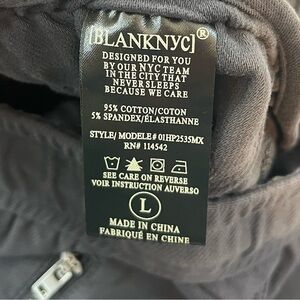 [BLANKNYC]®
DESIGNED FOR YOU
BY OUR NYC TEAM
IN THE CITY THAT
NEVER SLEEPS
BECAUSE WE CARE
95% COTTON/COTON
5% SPANDEX/ÉLASTHANNE
STYLE/ MODELE# 01HP2535MX
RN# 114542
SEE CARE ON REVERSE
VOIR INSTRUCTION AUVERSO
L
MADE IN CHINA
FABRIQUÉ EN CHINE